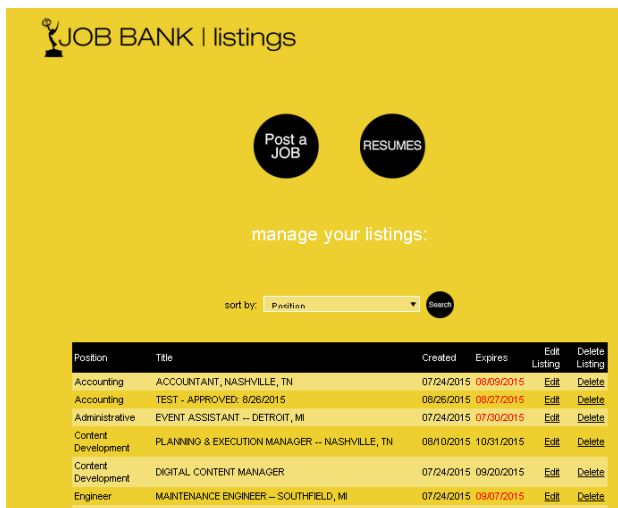 JOB BANK | listings
Post a
JOB
RESUMES
manage your listings:
sort by: Position Search
Position Title Created Expires Edit Listing Delete Listing
Accounting ACCOUNTANT, NASHVILLE, TN 07/24/2015 08/09/2015 Edit Delete
Accounting TEST - APPROVED: 8/26/2015 08/26/2015 08/27/2015 Edit Delete
Administrative EVENT ASSISTANT -- DETROIT, MI 07/24/2015 07/30/2015 Edit Delete
Content Development PLANNING & EXECUTION MANAGER -- NASHVILLE, TN 08/10/2015 10/31/2015 Edit Delete
Content Development DIGITAL CONTENT MANAGER 07/24/2015 09/20/2015 Edit Delete
Engineer MAINTENANCE ENGINEER -- SOUTHFIELD, MI 07/24/2015 09/07/2015 Edit Delete